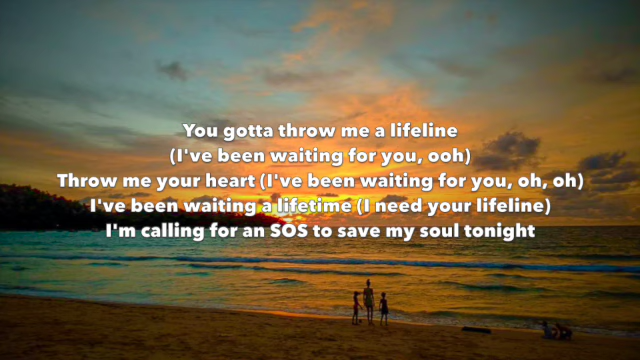 You gotta throw me a lifeline
(I've been waiting for you, ooh)
Throw me your heart (I've been waiting for you, oh, oh)
I've been waiting a lifetime (I need your lifeline)
I'm calling for an SOS to save my soul tonight